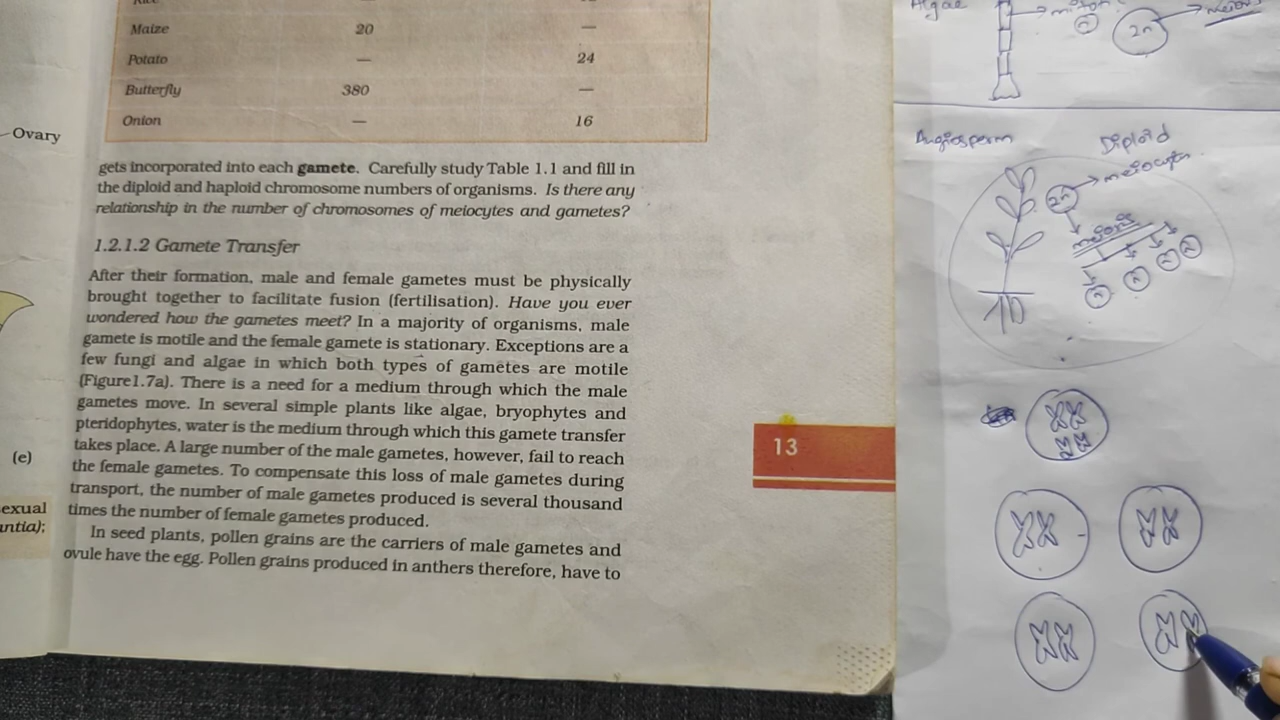 Rice — 12
Maize 20 —
Potato — 24
Butterfly 380 —
Onion — 16
Ovary
(e)
exual
antia);
gets incorporated into each gamete. Carefully study Table 1.1 and fill in
the diploid and haploid chromosome numbers of organisms. Is there any
relationship in the number of chromosomes of meiocytes and gametes?
1.2.1.2 Gamete Transfer
After their formation, male and female gametes must be physically
brought together to facilitate fusion (fertilisation). Have you ever
wondered how the gametes meet? In a majority of organisms, male
gamete is motile and the female gamete is stationary. Exceptions are a
few fungi and algae in which both types of gametes are motile
(Figure1.7a). There is a need for a medium through which the male
gametes move. In several simple plants like algae, bryophytes and
pteridophytes, water is the medium through which this gamete transfer
takes place. A large number of the male gametes, however, fail to reach
the female gametes. To compensate this loss of male gametes during
transport, the number of male gametes produced is several thousand
times the number of female gametes produced.
In seed plants, pollen grains are the carriers of male gametes and
ovule have the egg. Pollen grains produced in anthers therefore, have to
13
Algae
n 2n
Angiosperm Diploid
2n
meiosis
n n n n